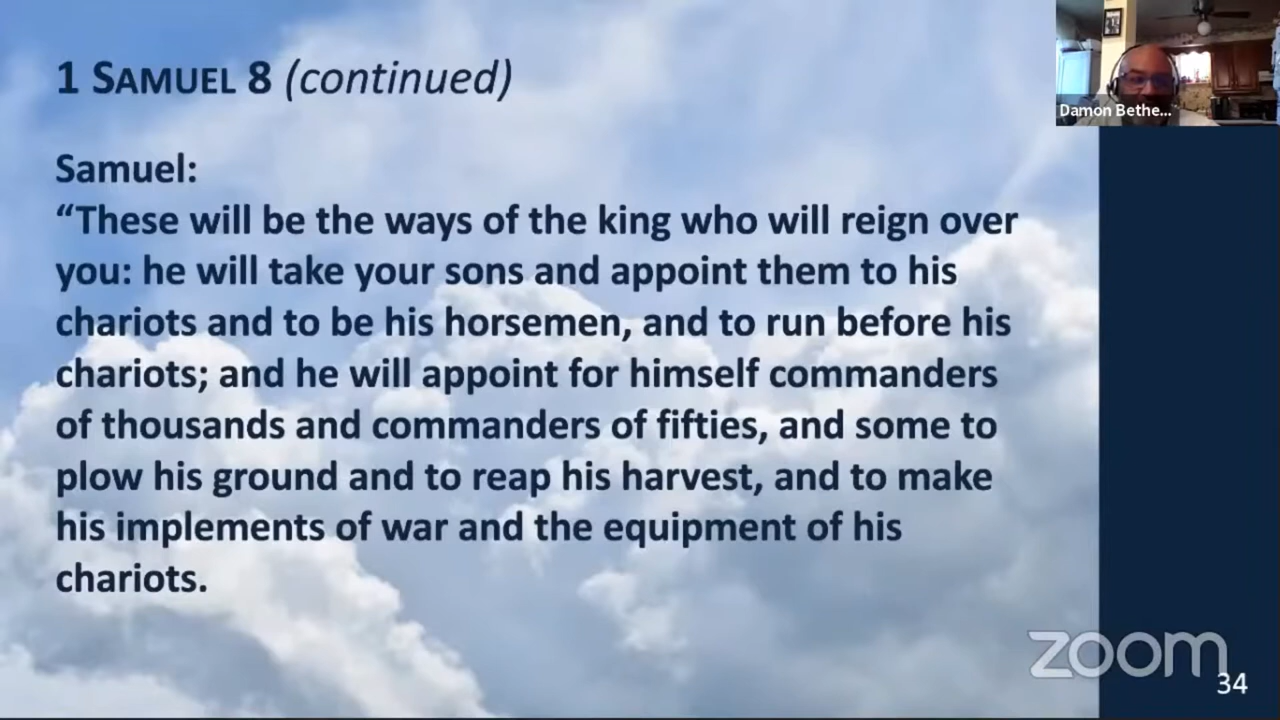 1 SAMUEL 8 (continued)
Damon Bethe...
Samuel:
“These will be the ways of the king who will reign over
you: he will take your sons and appoint them to his
chariots and to be his horsemen, and to run before his
chariots; and he will appoint for himself commanders
of thousands and commanders of fifties, and some to
plow his ground and to reap his harvest, and to make
his implements of war and the equipment of his
chariots.
zoom
34